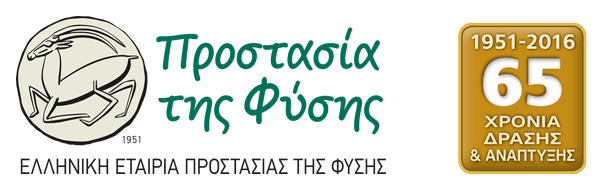 Προστασία
της Φύσης
1951
ΕΛΛΗΝΙΚΗ ΕΤΑΙΡΙΑ ΠΡΟΣΤΑΣΙΑΣ ΤΗΣ ΦΥΣΗΣ
1951-2016
65
ΧΡΟΝΙΑ
ΔΡΑΣΗΣ
& ΑΝΑΠΤΥΞΗΣ